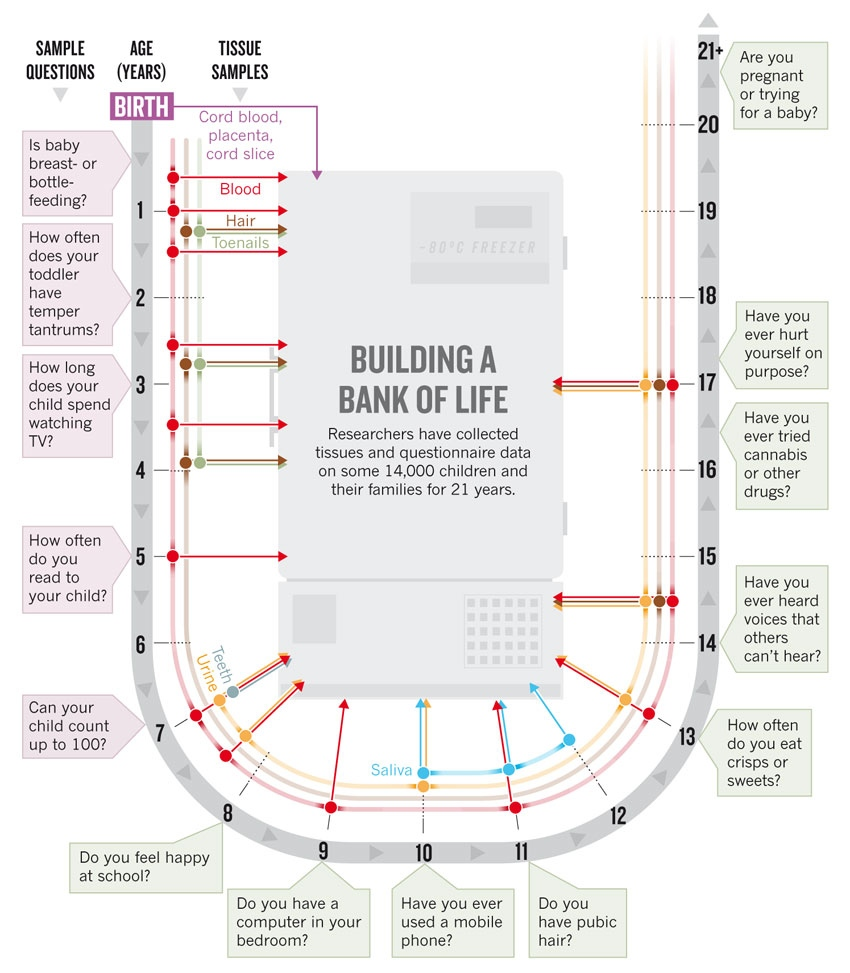 SAMPLE
QUESTIONS
AGE
(YEARS)
TISSUE
SAMPLES
BIRTH
Cord blood,
placenta,
cord slice
Is baby
breast- or
bottle-
feeding?
Blood
1
Hair
Toenails
How often
does your
toddler
have
temper
tantrums?
2
How long
does your
child spend
watching
TV?
3
4
How often
do you
read to
your child?
5
6
Urine
Teeth
Can your
child count
up to 100?
7
-80ºC FREEZER
BUILDING A
BANK OF LIFE
Researchers have collected
tissues and questionnaire data
on some 14,000 children and
their families for 21 years.
Saliva
8
Do you feel happy
at school?
9
Do you have a
computer in your
bedroom?
10
Have you ever
used a mobile
phone?
11
Do you
have pubic
hair?
12
13
How often
do you eat
crisps or
sweets?
14
Have you
ever heard
voices that
others
can't hear?
15
16
Have you
ever tried
cannabis
or other
drugs?
17
Have you
ever hurt
yourself on
purpose?
18
19
20
21+
Are you
pregnant
or trying
for a baby?